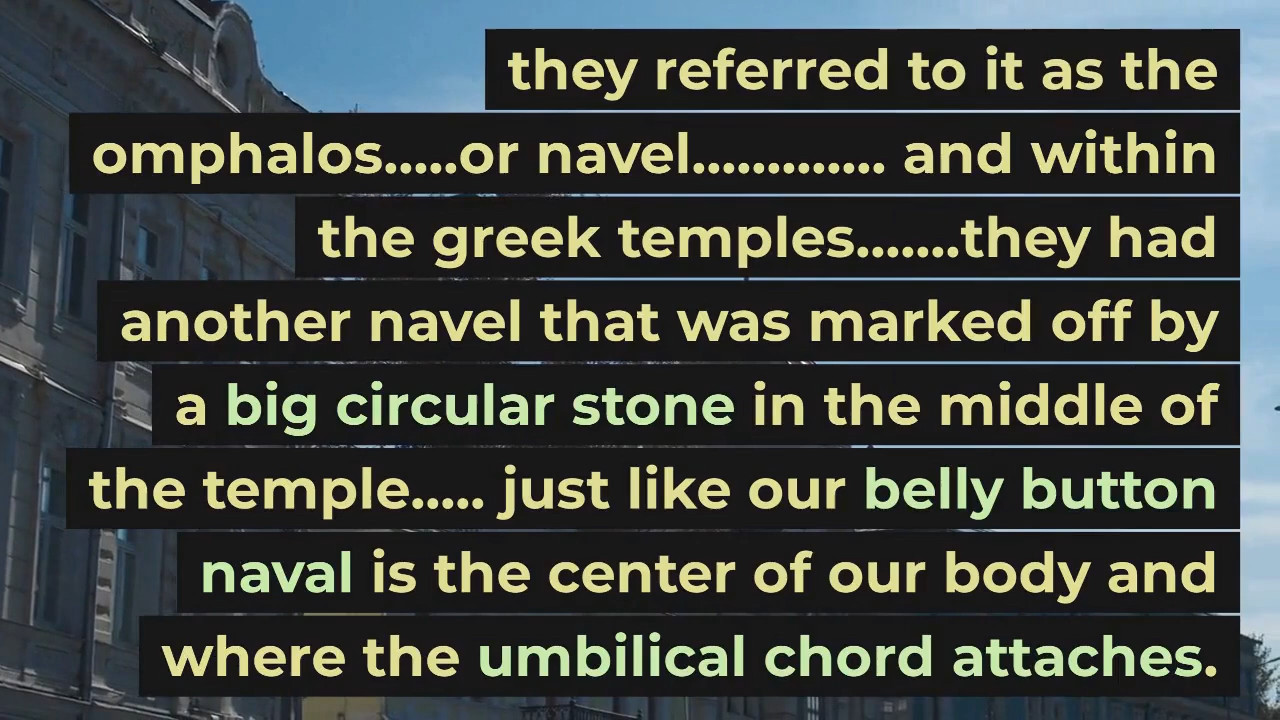 they referred to it as the
omphalos.....or navel............. and within
the greek temples.......they had
another navel that was marked off by
a big circular stone in the middle of
the temple..... just like our belly button
naval is the center of our body and
where the umbilical chord attaches.